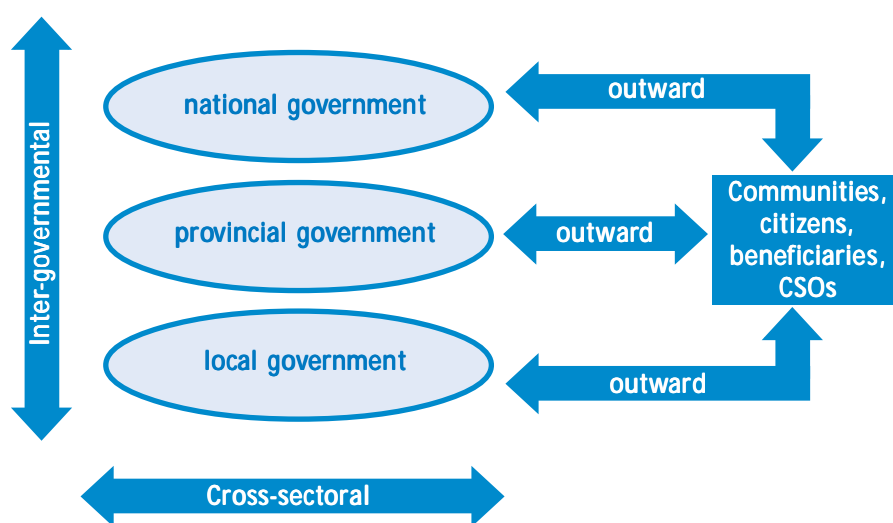 national government
outward
Inter-governmental
provincial government
outward
Communities,
citizens,
beneficiaries,
CSOs
local government
outward
Cross-sectoral